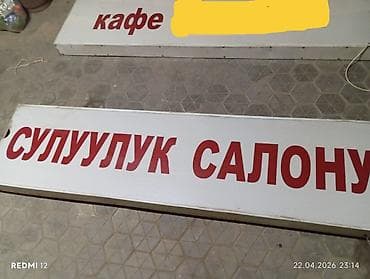 кафе
СУЛУУЛУК САЛОНУ
REDMI 12
22.04.2026 23:14